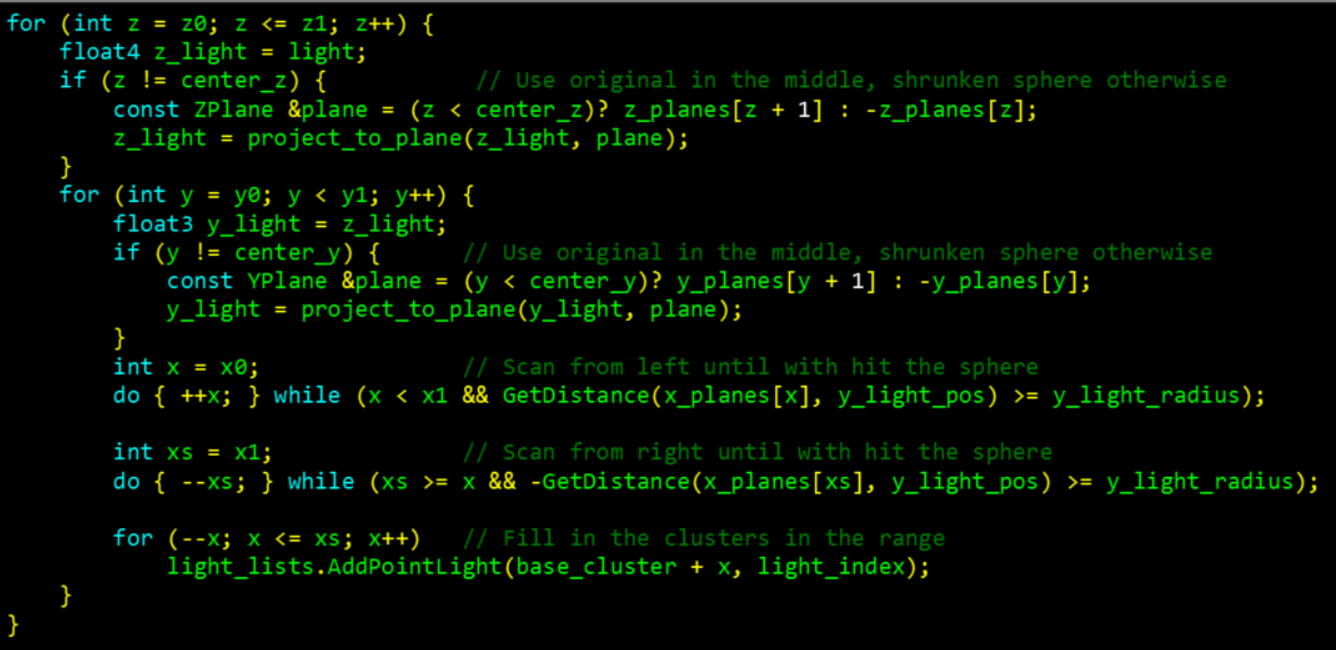 for (int z = z0; z <= z1; z++) {
    float4 z_light = light;
    if (z != center_z) {           // Use original in the middle, shrunken sphere otherwise
        const ZPlane &plane = (z < center_z)? z_planes[z + 1] : -z_planes[z];
        z_light = project_to_plane(z_light, plane);
    }
    for (int y = y0; y < y1; y++) {
        float3 y_light = z_light;
        if (y != center_y) {      // Use original in the middle, shrunken sphere otherwise
            const YPlane &plane = (y < center_y)? y_planes[y + 1] : -y_planes[y];
            y_light = project_to_plane(y_light, plane);
        }
        int x = x0;               // Scan from left until with hit the sphere
        do { ++x; } while (x < x1 && GetDistance(x_planes[x], y_light_pos) >= y_light_radius);

        int xs = x1;              // Scan from right until with hit the sphere
        do { --xs; } while (xs >= x && -GetDistance(x_planes[xs], y_light_pos) >= y_light_radius);

        for (--x; x <= xs; x++)   // Fill in the clusters in the range
            light_lists.AddPointLight(base_cluster + x, light_index);
    }
}